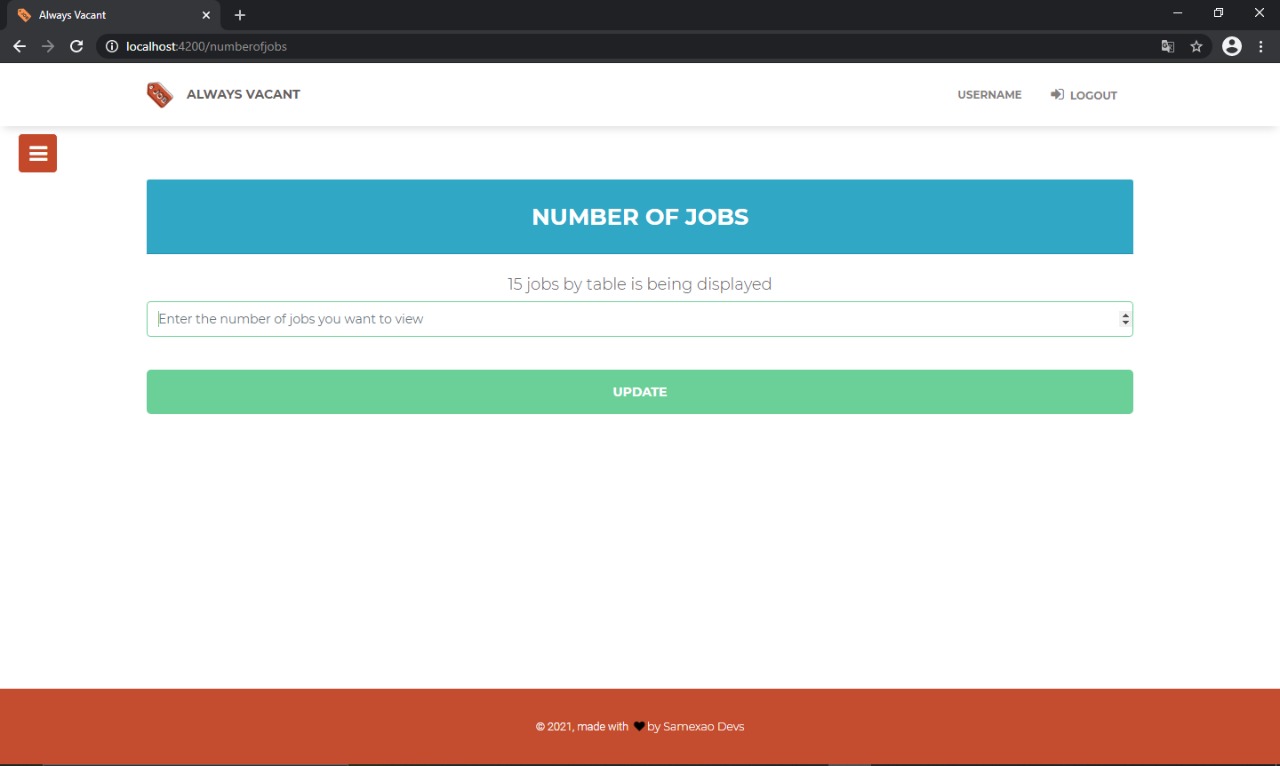 Always Vacant
localhost:4200/numberofjobs
ALWAYS VACANT
USERNAME
LOGOUT
NUMBER OF JOBS
15 jobs by table is being displayed
Enter the number of jobs you want to view
UPDATE
© 2021, made with ♥ by Samexao Devs